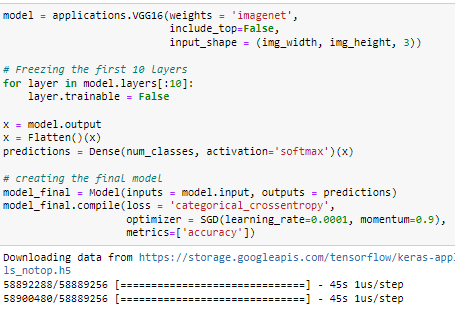 model = applications.VGG16(weights = 'imagenet',
include_top=False,
input_shape = (img_width, img_height, 3))
# Freezing the first 10 layers
for layer in model.layers[:10]:
layer.trainable = False
x = model.output
x = Flatten()(x)
predictions = Dense(num_classes, activation='softmax')(x)
# creating the final model
model_final = Model(inputs = model.input, outputs = predictions)
model_final.compile(loss = 'categorical_crossentropy',
optimizer = SGD(learning_rate=0.0001, momentum=0.9),
metrics=['accuracy'])
Downloading data from https://storage.googleapis.com/tensorflow/keras-appl
ls_notop.h5
58892288/58889256 [==============================] - 45s 1us/step
58900480/58889256 [==============================] - 45s 1us/step